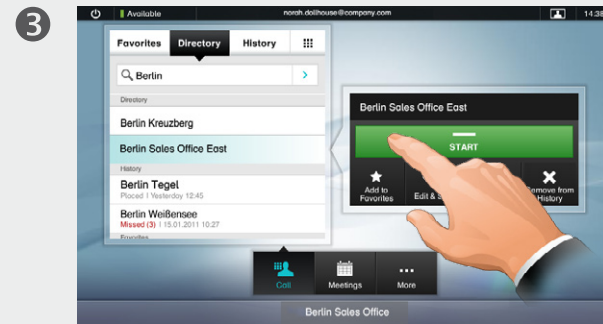 3
Available norah.dollhouse@company.com 14:38
Favorites Directory History
Berlin
Directory
Berlin Kreuzberg
Berlin Sales Office East
History
Berlin Tegel
Placed | Yesterday 12:45
Berlin Weißensee
Missed (3) | 15.01.2011 10:27
Favorites
Berlin Sales Office East
START
Add to
Favorites
Edit &
Remove from
History
Call Meetings More
Berlin Sales Office